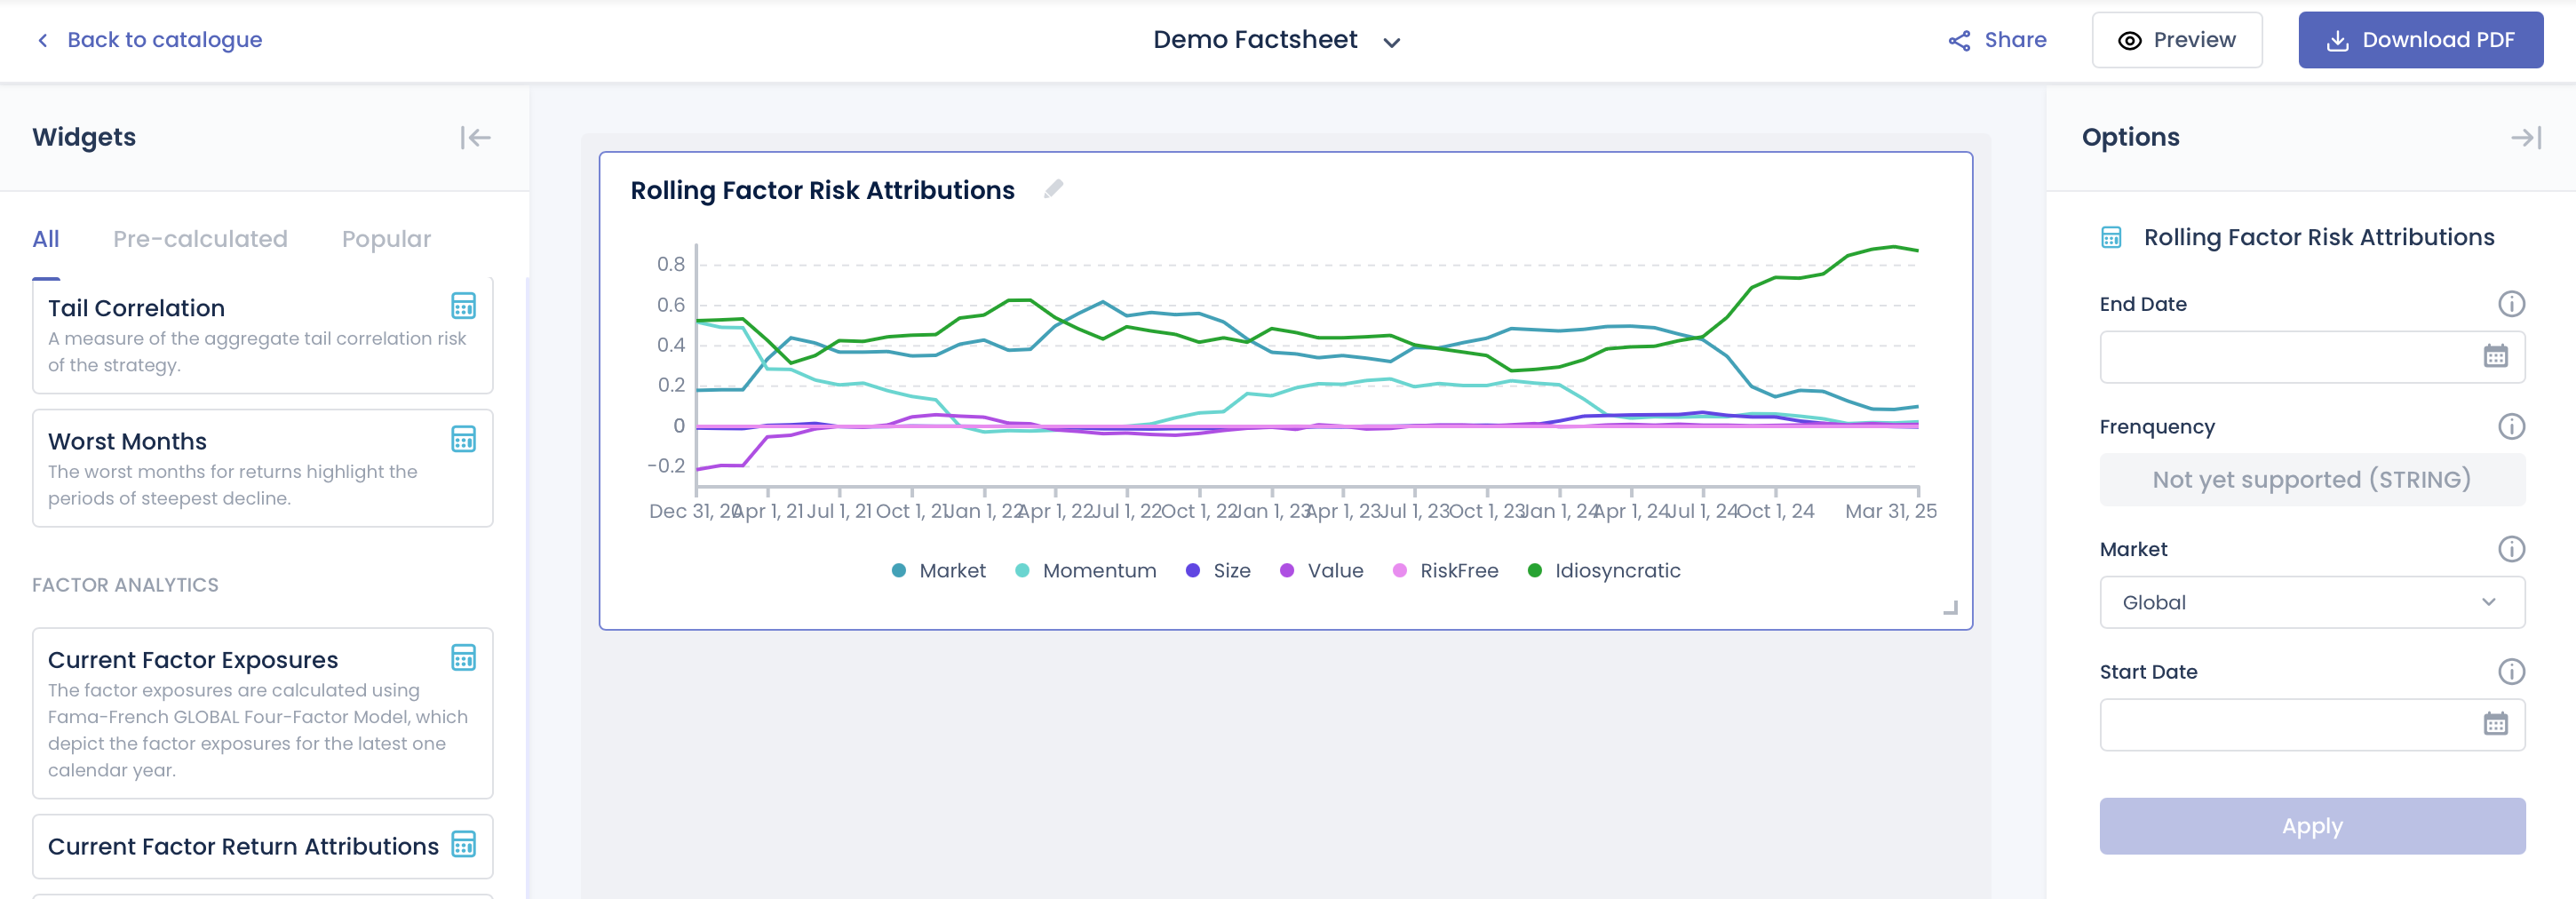 Back to catalogue
Demo Factsheet
Share
Preview
Download PDF
Widgets
All
Pre-calculated
Popular
Tail Correlation
A measure of the aggregate tail correlation risk
of the strategy.
Worst Months
The worst months for returns highlight the
periods of steepest decline.
FACTOR ANALYTICS
Current Factor Exposures
The factor exposures are calculated using
Fama-French GLOBAL Four-Factor Model, which
depict the factor exposures for the latest one
calendar year.
Current Factor Return Attributions
Rolling Factor Risk Attributions
0.8
0.6
0.4
0.2
0
-0.2
Dec 31, 20 Apr 1, 21 Jul 1, 21 Oct 1, 21 Jan 1, 22 Apr 1, 22 Jul 1, 22 Oct 1, 22 Jan 1, 23 Apr 1, 23 Jul 1, 23 Oct 1, 23 Jan 1, 24 Apr 1, 24 Jul 1, 24 Oct 1, 24 Mar 31, 25
Market Momentum Size Value RiskFree Idiosyncratic
Options
Rolling Factor Risk Attributions
End Date
Frenquency
Not yet supported (STRING)
Market
Global
Start Date
Apply